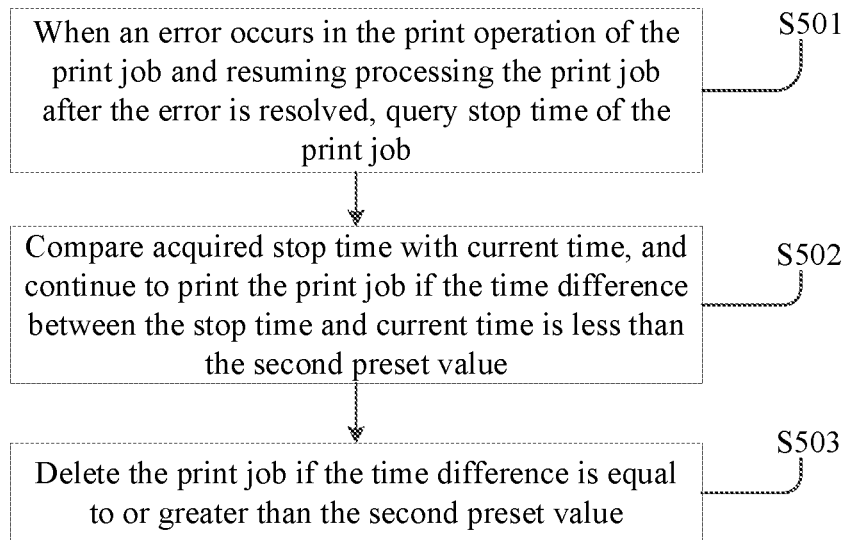 When an error occurs in the print operation of the
print job and resuming processing the print job
after the error is resolved, query stop time of the
print job
S501
Compare acquired stop time with current time, and
continue to print the print job if the time difference
between the stop time and current time is less than
the second preset value
S502
Delete the print job if the time difference is equal
to or greater than the second preset value
S503